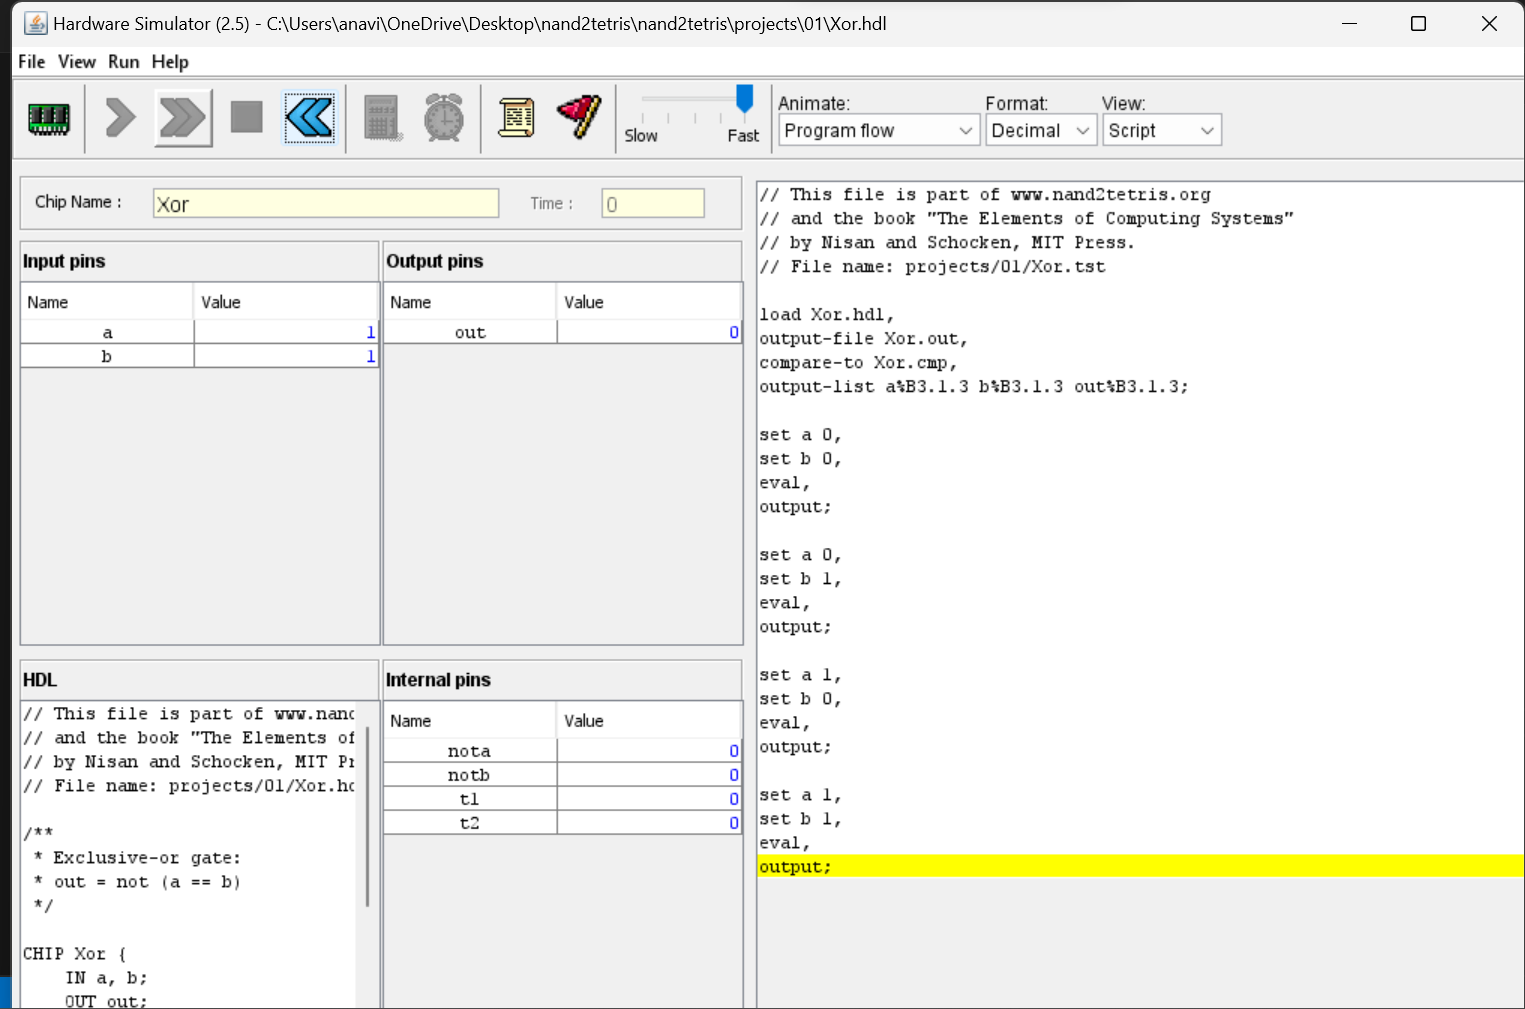 Hardware Simulator (2.5) - C:\Users\anavi\OneDrive\Desktop\nand2tetris\nand2tetris\projects\01\Xor.hdl
File View Run Help
Slow Fast
Animate: Format: View:
Program flow Decimal Script
Chip Name : Xor Time : 0
Input pins
Name Value
a 1
b 1
Output pins
Name Value
out 0
HDL
// This file is part of www.nand
// and the book "The Elements of
// by Nisan and Schocken, MIT Pr
// File name: projects/01/Xor.hd
/**
* Exclusive-or gate:
* out = not (a == b)
*/
CHIP Xor {
IN a, b;
OUT out;
Internal pins
Name Value
nota 0
notb 0
t1 0
t2 0
// This file is part of www.nand2tetris.org
// and the book "The Elements of Computing Systems"
// by Nisan and Schocken, MIT Press.
// File name: projects/01/Xor.tst
load Xor.hdl,
output-file Xor.out,
compare-to Xor.cmp,
output-list a%B3.1.3 b%B3.1.3 out%B3.1.3;
set a 0,
set b 0,
eval,
output;
set a 0,
set b 1,
eval,
output;
set a 1,
set b 0,
eval,
output;
set a 1,
set b 1,
eval,
output;